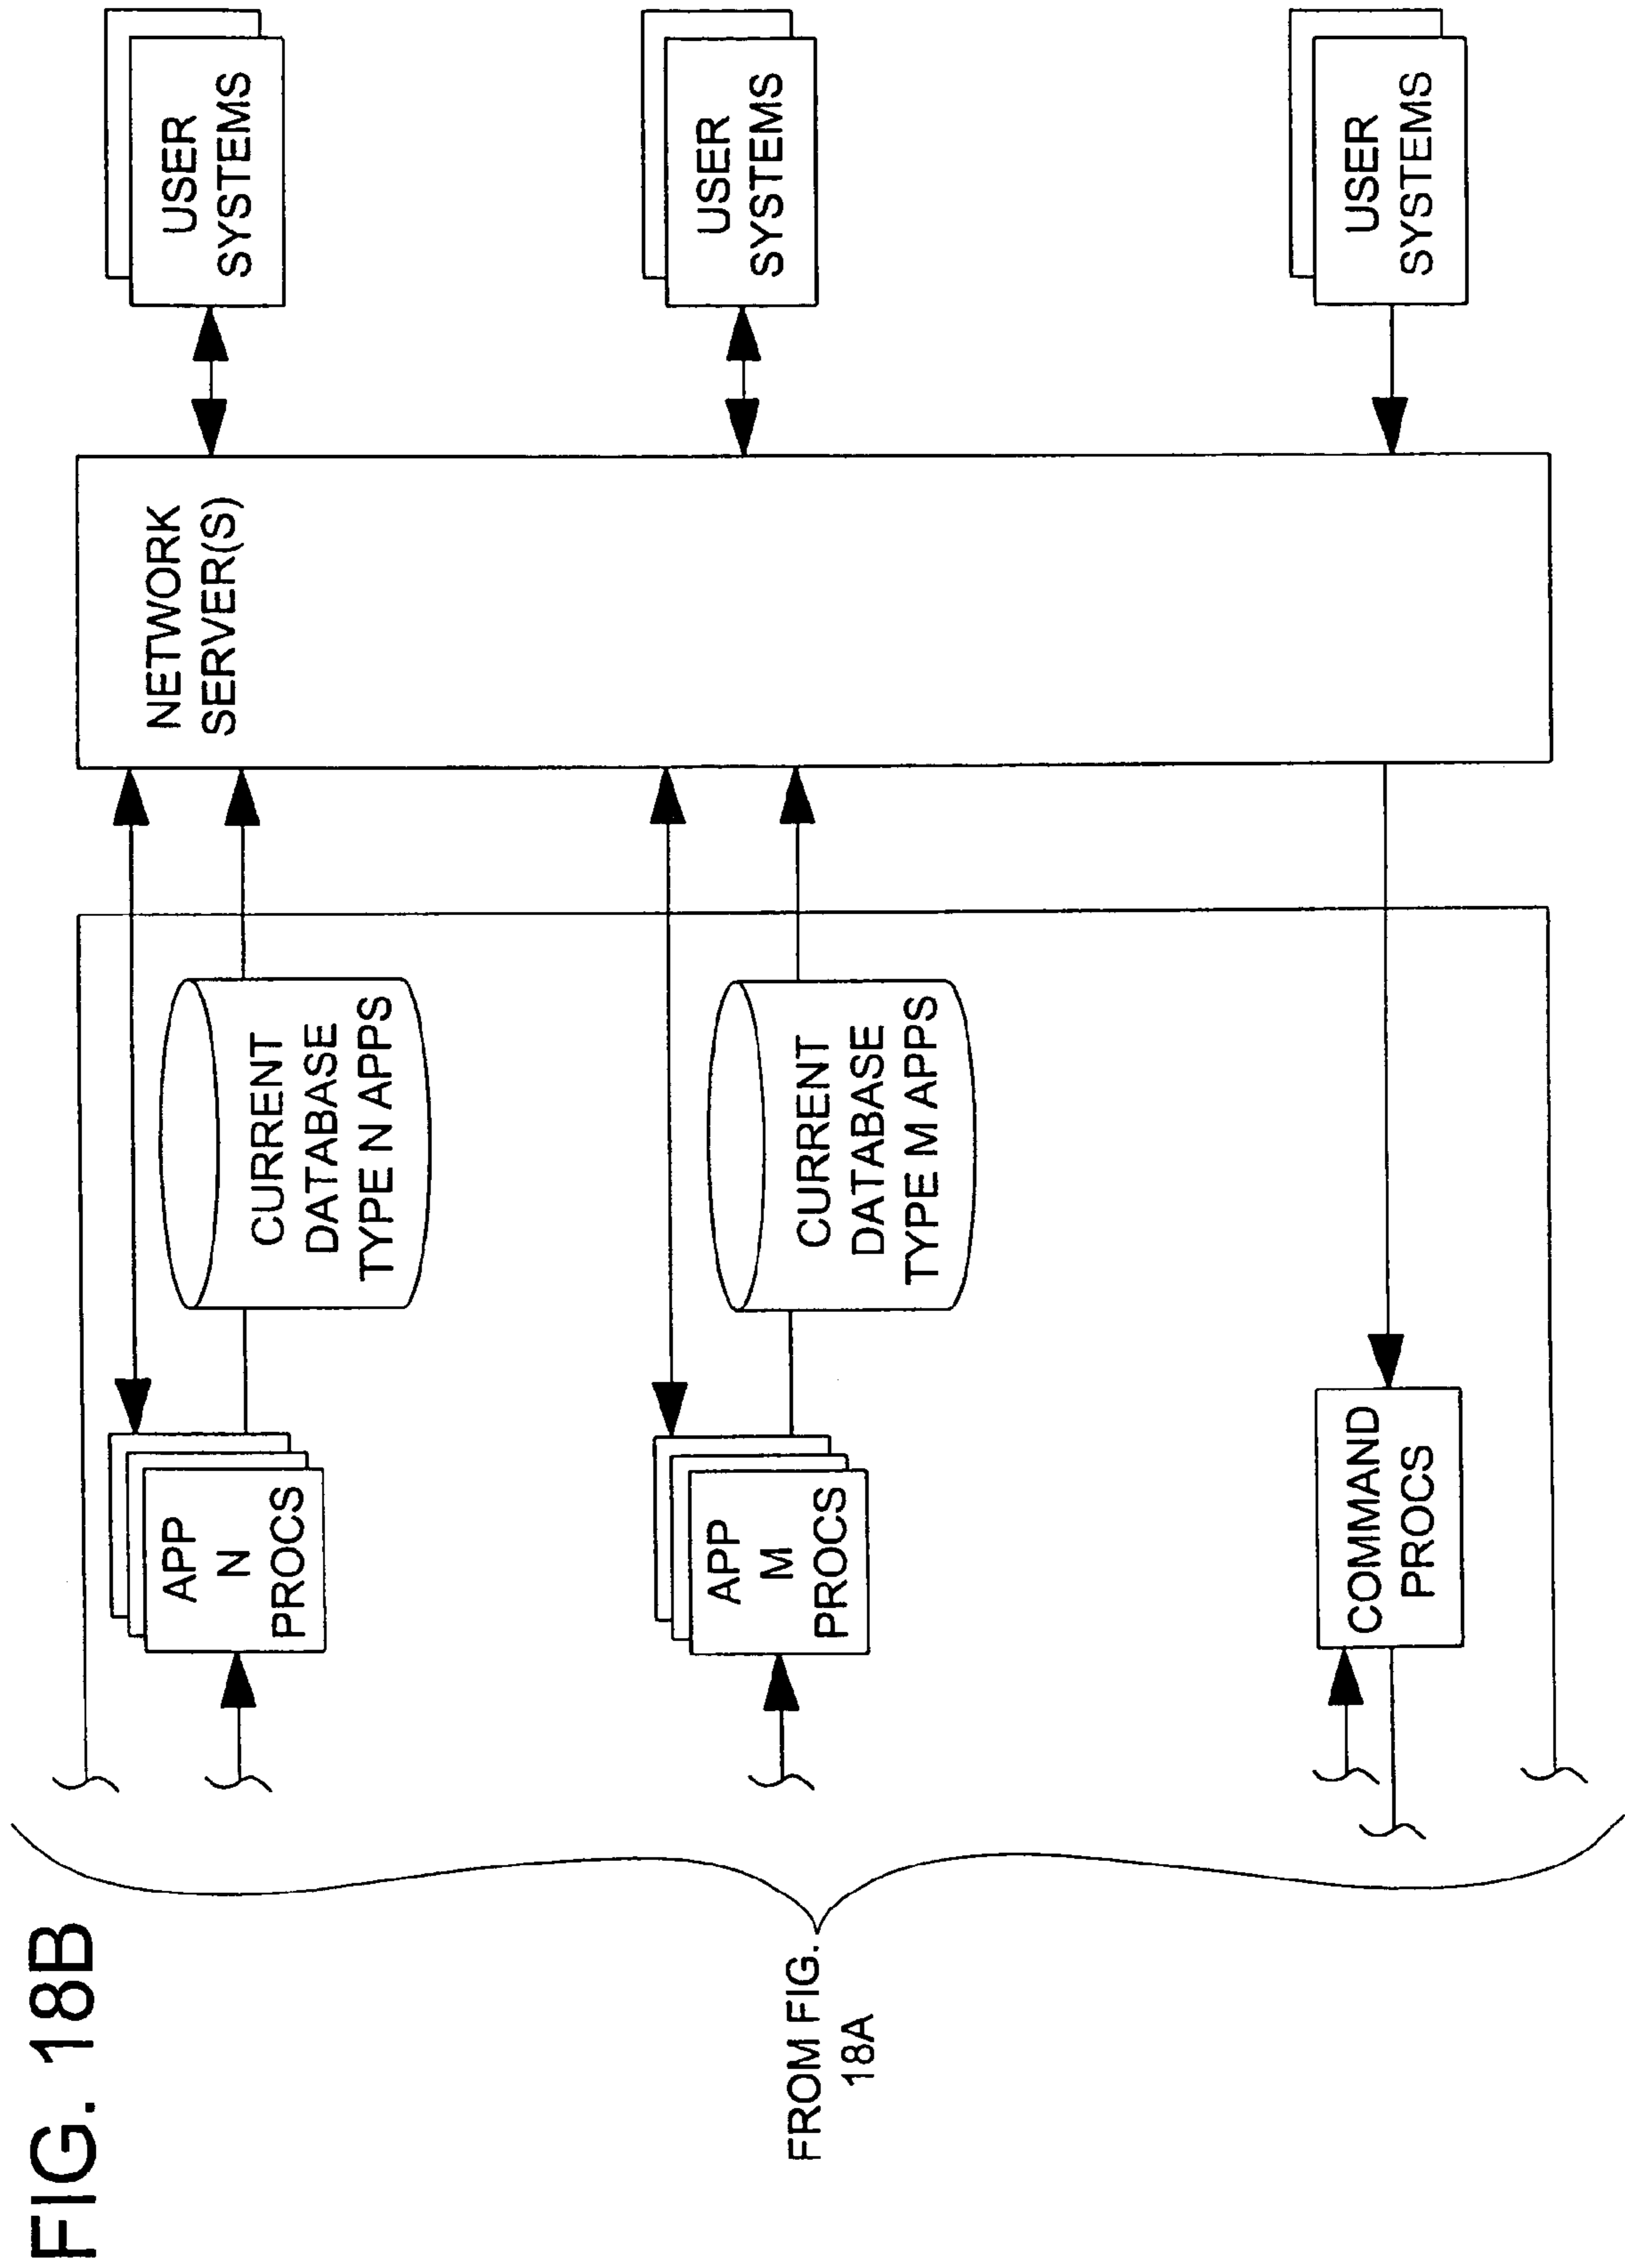 FIG. 18B
FROM FIG.
18A
APP
N
PROCS
CURRENT
DATABASE
TYPE N APPS
NETWORK
SERVER(S)
USER
SYSTEMS
APP
M
PROCS
CURRENT
DATABASE
TYPE M APPS
USER
SYSTEMS
COMMAND
PROCS
USER
SYSTEMS